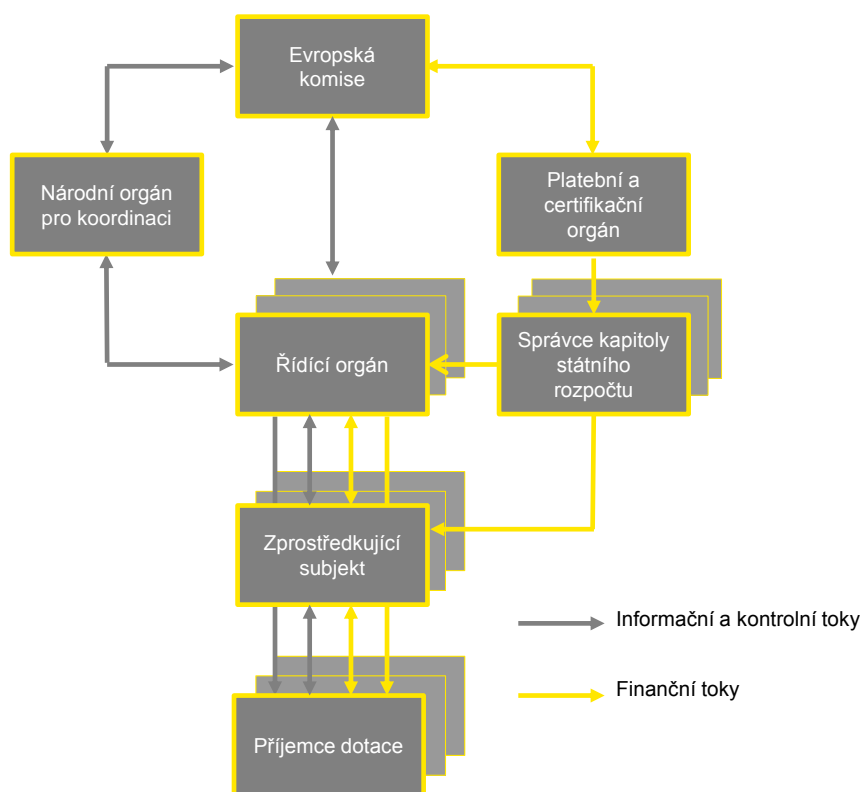 Evropská
komise
Národní orgán
pro koordinaci
Platební a
certifikační
orgán
Řídící orgán
Správce kapitoly
státního
rozpočtu
Zprostředkující
subjekt
Informační a kontrolní toky
Finanční toky
Příjemce dotace